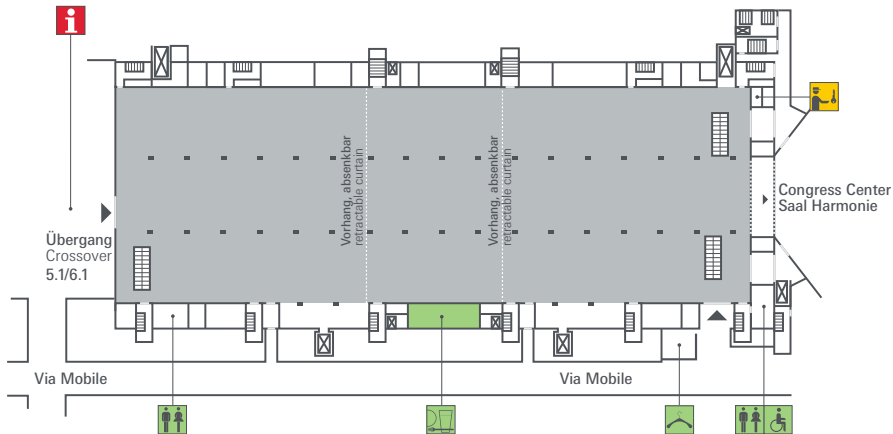 i
Vorhang, absenkbar
retractable curtain
Vorhang, absenkbar
retractable curtain
Congress Center
Saal Harmonie
Übergang
Crossover
5.1/6.1
Via Mobile
Via Mobile